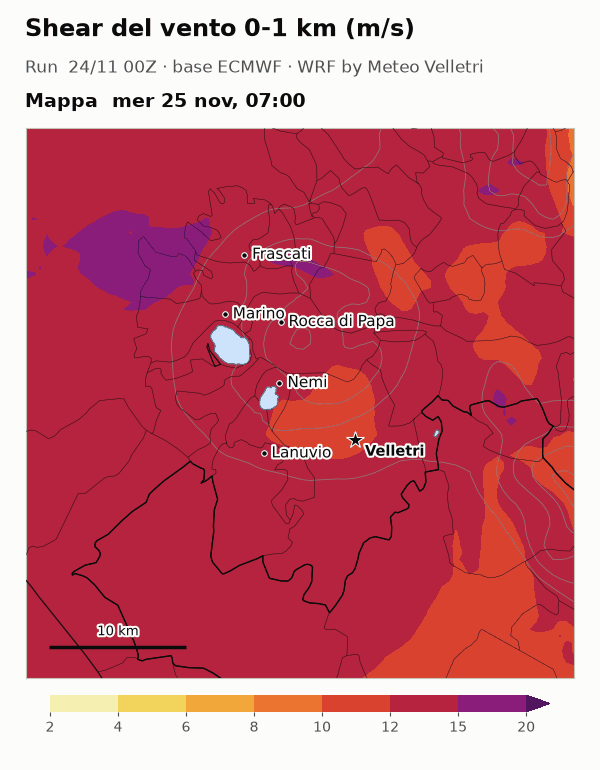 Shear del vento 0-1 km (m/s)
Run  24/11 00Z · base ECMWF · WRF by Meteo Velletri
Mappa  mer 25 nov, 07:00
Frascati
Marino
Rocca di Papa
Nemi
Velletri
Lanuvio
10 km
2 4 6 8 10 12 15 20